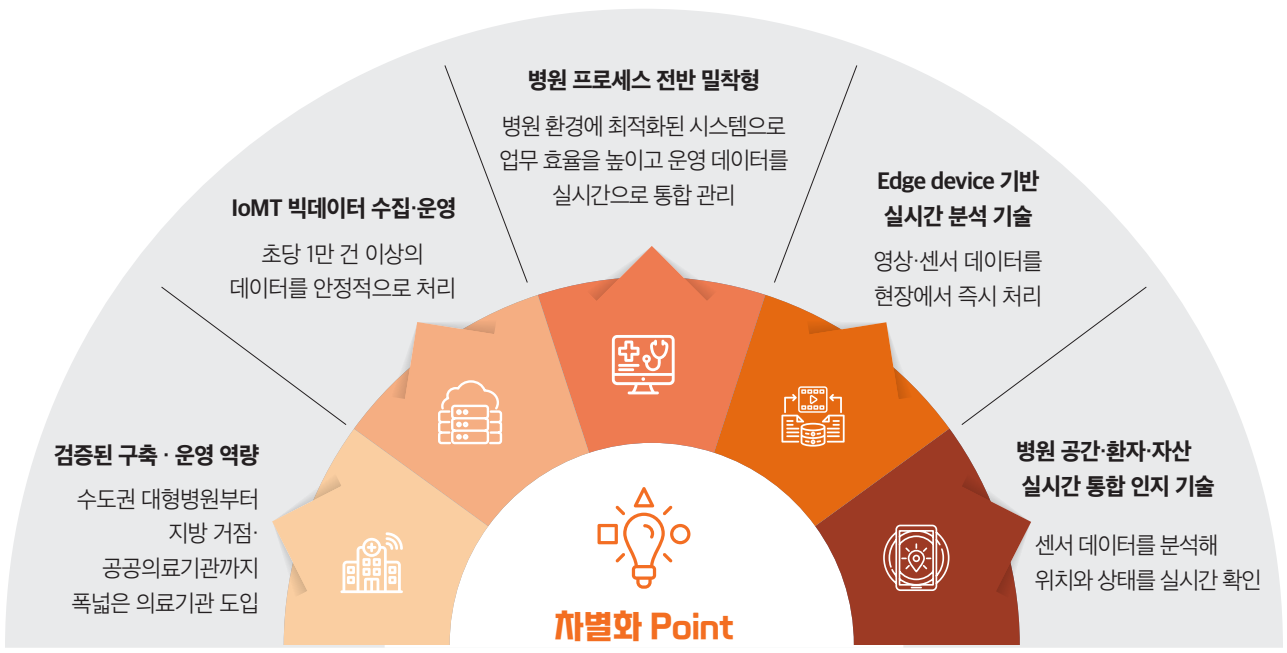 검증된 구축 · 운영 역량
수도권 대형병원부터
지방 거점·
공공의료기관까지
폭넓은 의료기관 도입
IoMT 빅데이터 수집·운영
초당 1만 건 이상의
데이터를 안정적으로 처리
병원 프로세스 전반 밀착형
병원 환경에 최적화된 시스템으로
업무 효율을 높이고 운영 데이터를
실시간으로 통합 관리
Edge device 기반
실시간 분석 기술
영상·센서 데이터를
현장에서 즉시 처리
병원 공간·환자·자산
실시간 통합 인지 기술
센서 데이터를 분석해
위치와 상태를 실시간 확인
차별화 Point